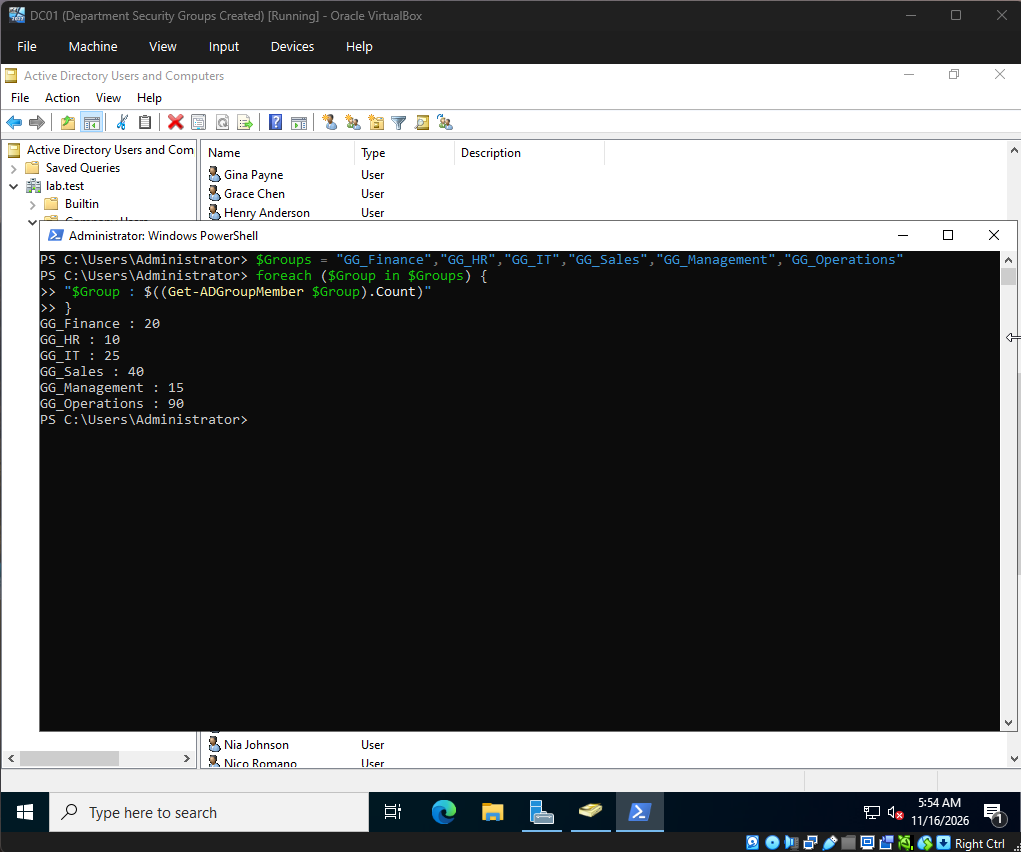 DC01 (Department Security Groups Created) [Running] - Oracle VirtualBox
File Machine View Input Devices Help
Active Directory Users and Computers
File Action View Help
Active Directory Users and Com
Saved Queries
lab.test
Builtin
Name Type Description
Gina Payne User
Grace Chen User
Henry Anderson User
Administrator: Windows PowerShell
PS C:\Users\Administrator> $Groups = "GG_Finance","GG_HR","GG_IT","GG_Sales","GG_Management","GG_Operations"
PS C:\Users\Administrator> foreach ($Group in $Groups) {
>> "$Group : $((Get-ADGroupMember $Group).Count)"
>> }
GG_Finance : 20
GG_HR : 10
GG_IT : 25
GG_Sales : 40
GG_Management : 15
GG_Operations : 90
PS C:\Users\Administrator>
Nia Johnson User
Nico Romano User
Type here to search
5:54 AM
11/16/2026
1
Right Ctrl